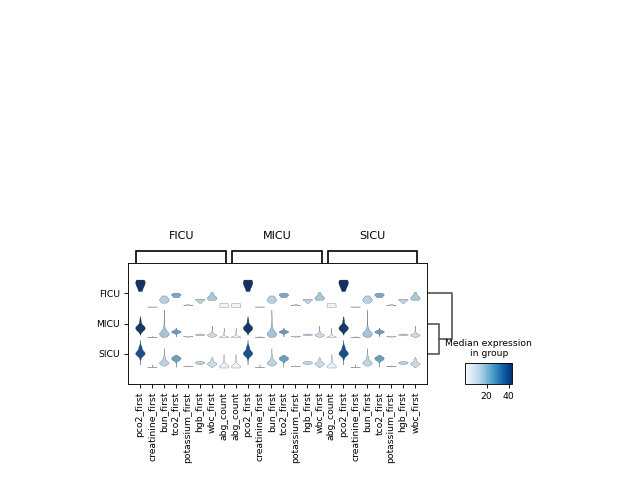 FICU MICU SICU
FICU
MICU
SICU
Median expression
in group
20 40
pco2_first
creatinine_first
bun_first
tco2_first
potassium_first
hgb_first
wbc_first
abg_count
abg_count
pco2_first
creatinine_first
bun_first
tco2_first
potassium_first
hgb_first
wbc_first
abg_count
pco2_first
creatinine_first
bun_first
tco2_first
potassium_first
hgb_first
wbc_first